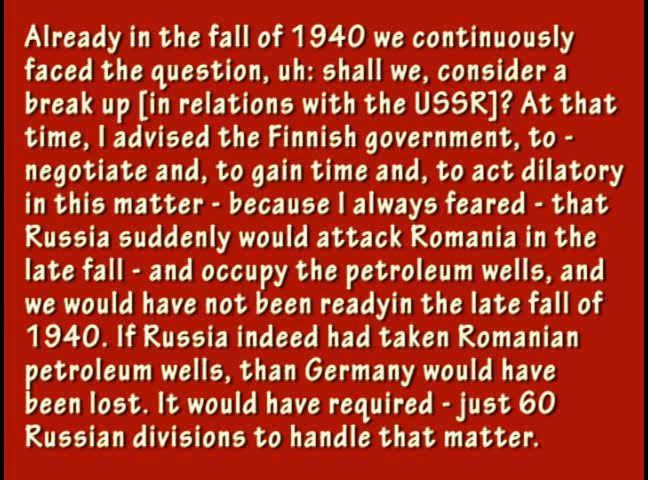 Already in the fall of 1940 we continuously
faced the question, uh: shall we, consider a
break up [in relations with the USSR]? At that
time, I advised the Finnish government, to -
negotiate and, to gain time and, to act dilatory
in this matter - because I always feared - that
Russia suddenly would attack Romania in the
late fall - and occupy the petroleum wells, and
we would have not been readyin the late fall of
1940. If Russia indeed had taken Romanian
petroleum wells, than Germany would have
been lost. It would have required - just 60
Russian divisions to handle that matter.